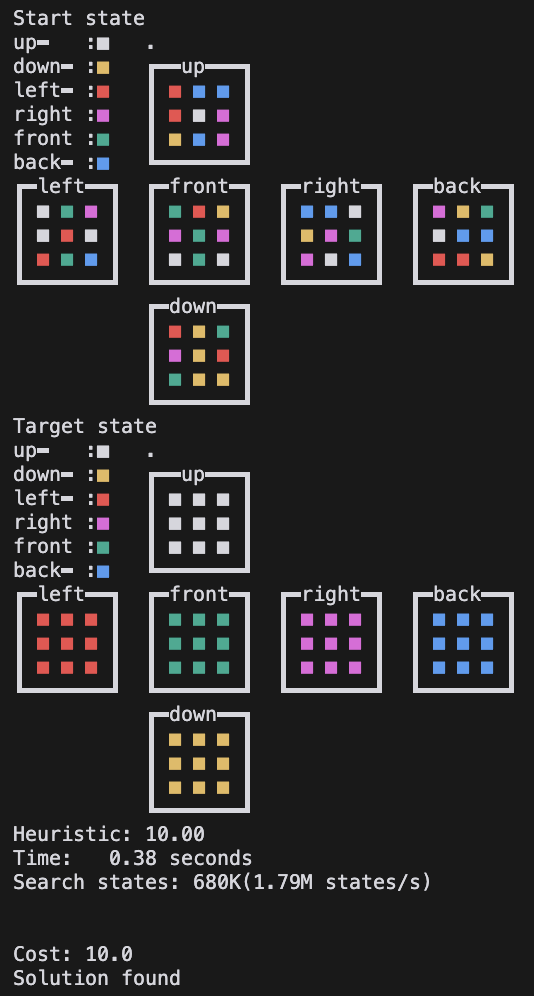 Start state
up- :■ .
down- :■ up
left- :■
right :■
front :■
back- :■
left front right back
down
Target state
up- :■ .
down- :■ up
left- :■
right :■
front :■
back- :■
left front right back
down
Heuristic: 10.00
Time: 0.38 seconds
Search states: 680K(1.79M states/s)
Cost: 10.0
Solution found